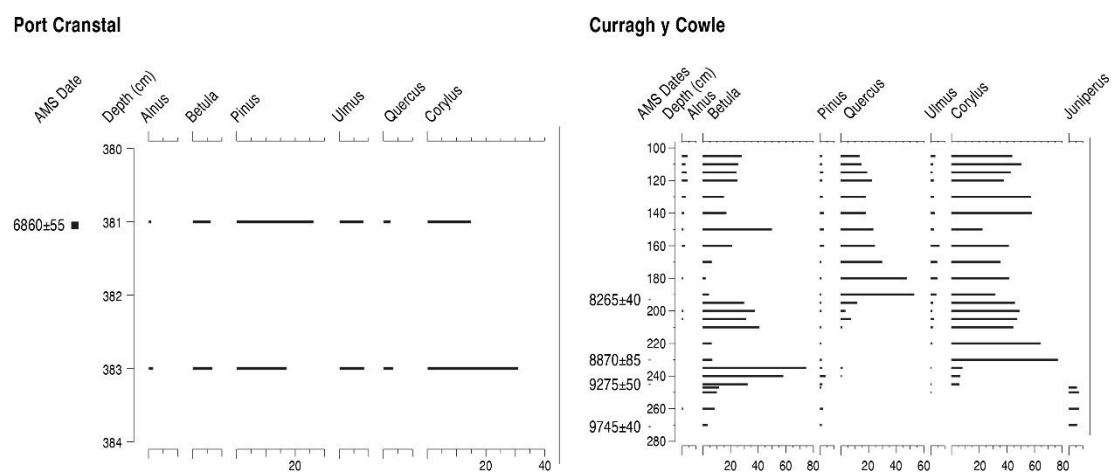 Port Cranstal
AMS Date
Depth (cm)
Alnus
Betula
Pinus
Ulmus
Quercus
Corylus
380
6860±55
381
382
383
384
20
20
40
Curragh y Cowle
AMS Dates
Depth (cm)
Alnus
Betula
Pinus
Quercus
Ulmus
Corylus
Juniperus
100
120
140
160
180
8265±40
200
220
8870±85
240
9275±50
260
9745±40
280
20
40
60
80
20
40
60
20
40
60
80